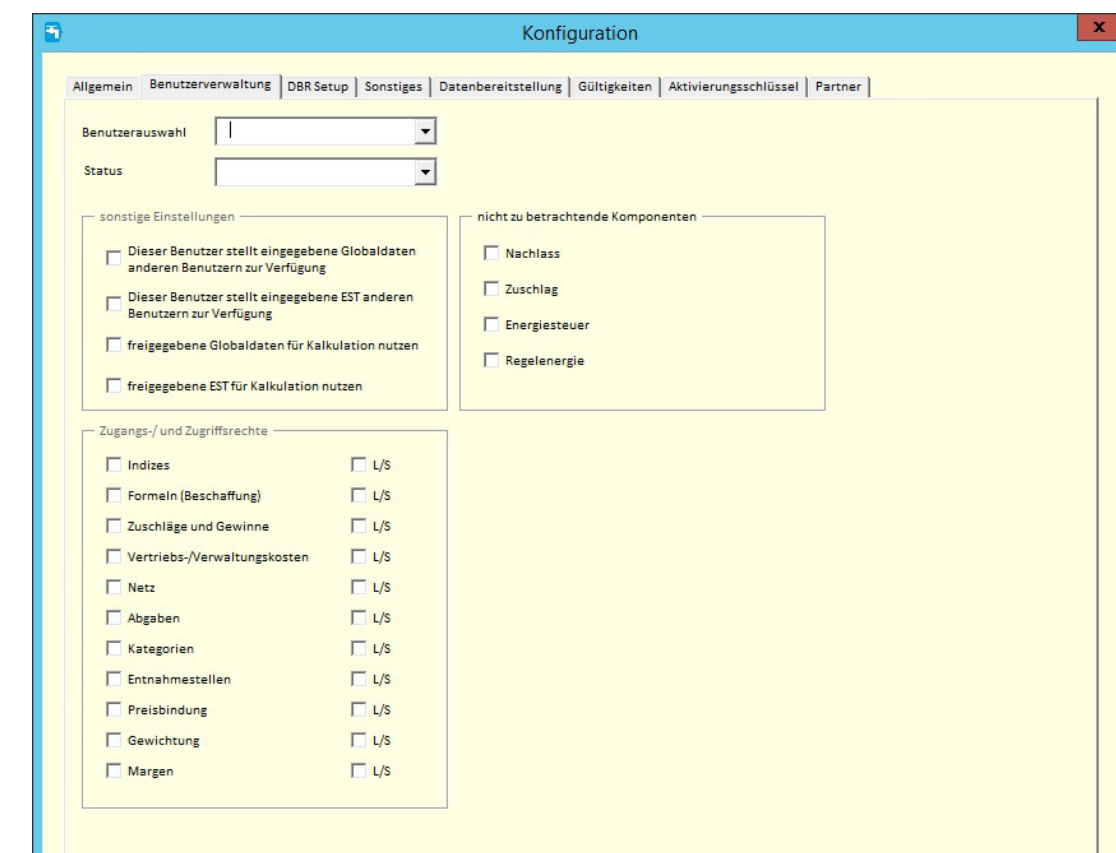 Konfiguration
x
Allgemein Benutzerverwaltung DBR Setup Sonstiges Datenbereitstellung Gültigkeiten Aktivierungsschlüssel Partner
Benutzerauswahl
Status
sonstige Einstellungen
Dieser Benutzer stellt eingegebene Globaldaten
anderen Benutzern zur Verfügung
Dieser Benutzer stellt eingegebene EST anderen
Benutzern zur Verfügung
freigegebene Globaldaten für Kalkulation nutzen
freigegebene EST für Kalkulation nutzen
nicht zu betrachtende Komponenten
Nachlass
Zuschlag
Energiesteuer
Regelenergie
Zugangs-/ und Zugriffsrechte
Indizes L/S
Formeln (Beschaffung) L/S
Zuschläge und Gewinne L/S
Vertriebs-/Verwaltungskosten L/S
Netz L/S
Abgaben L/S
Kategorien L/S
Entnahmestellen L/S
Preisbindung L/S
Gewichtung L/S
Margen L/S